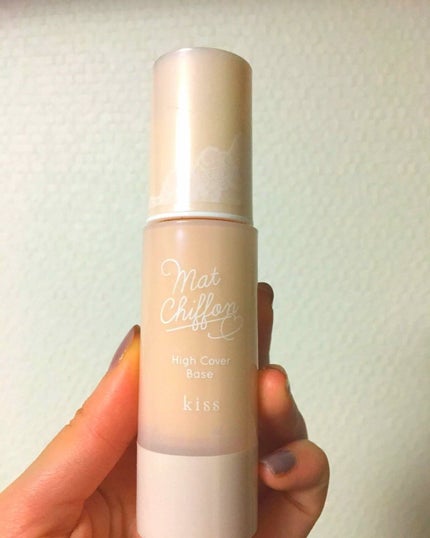 Mat
Chiffon
High Cover
Base
kiss